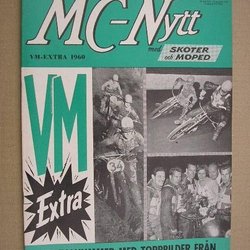 MC-Nytt
med SKOTER
och MOPED
VM-EXTRA 1960
VM
Extra
MED TOPPBILDER FRÅN